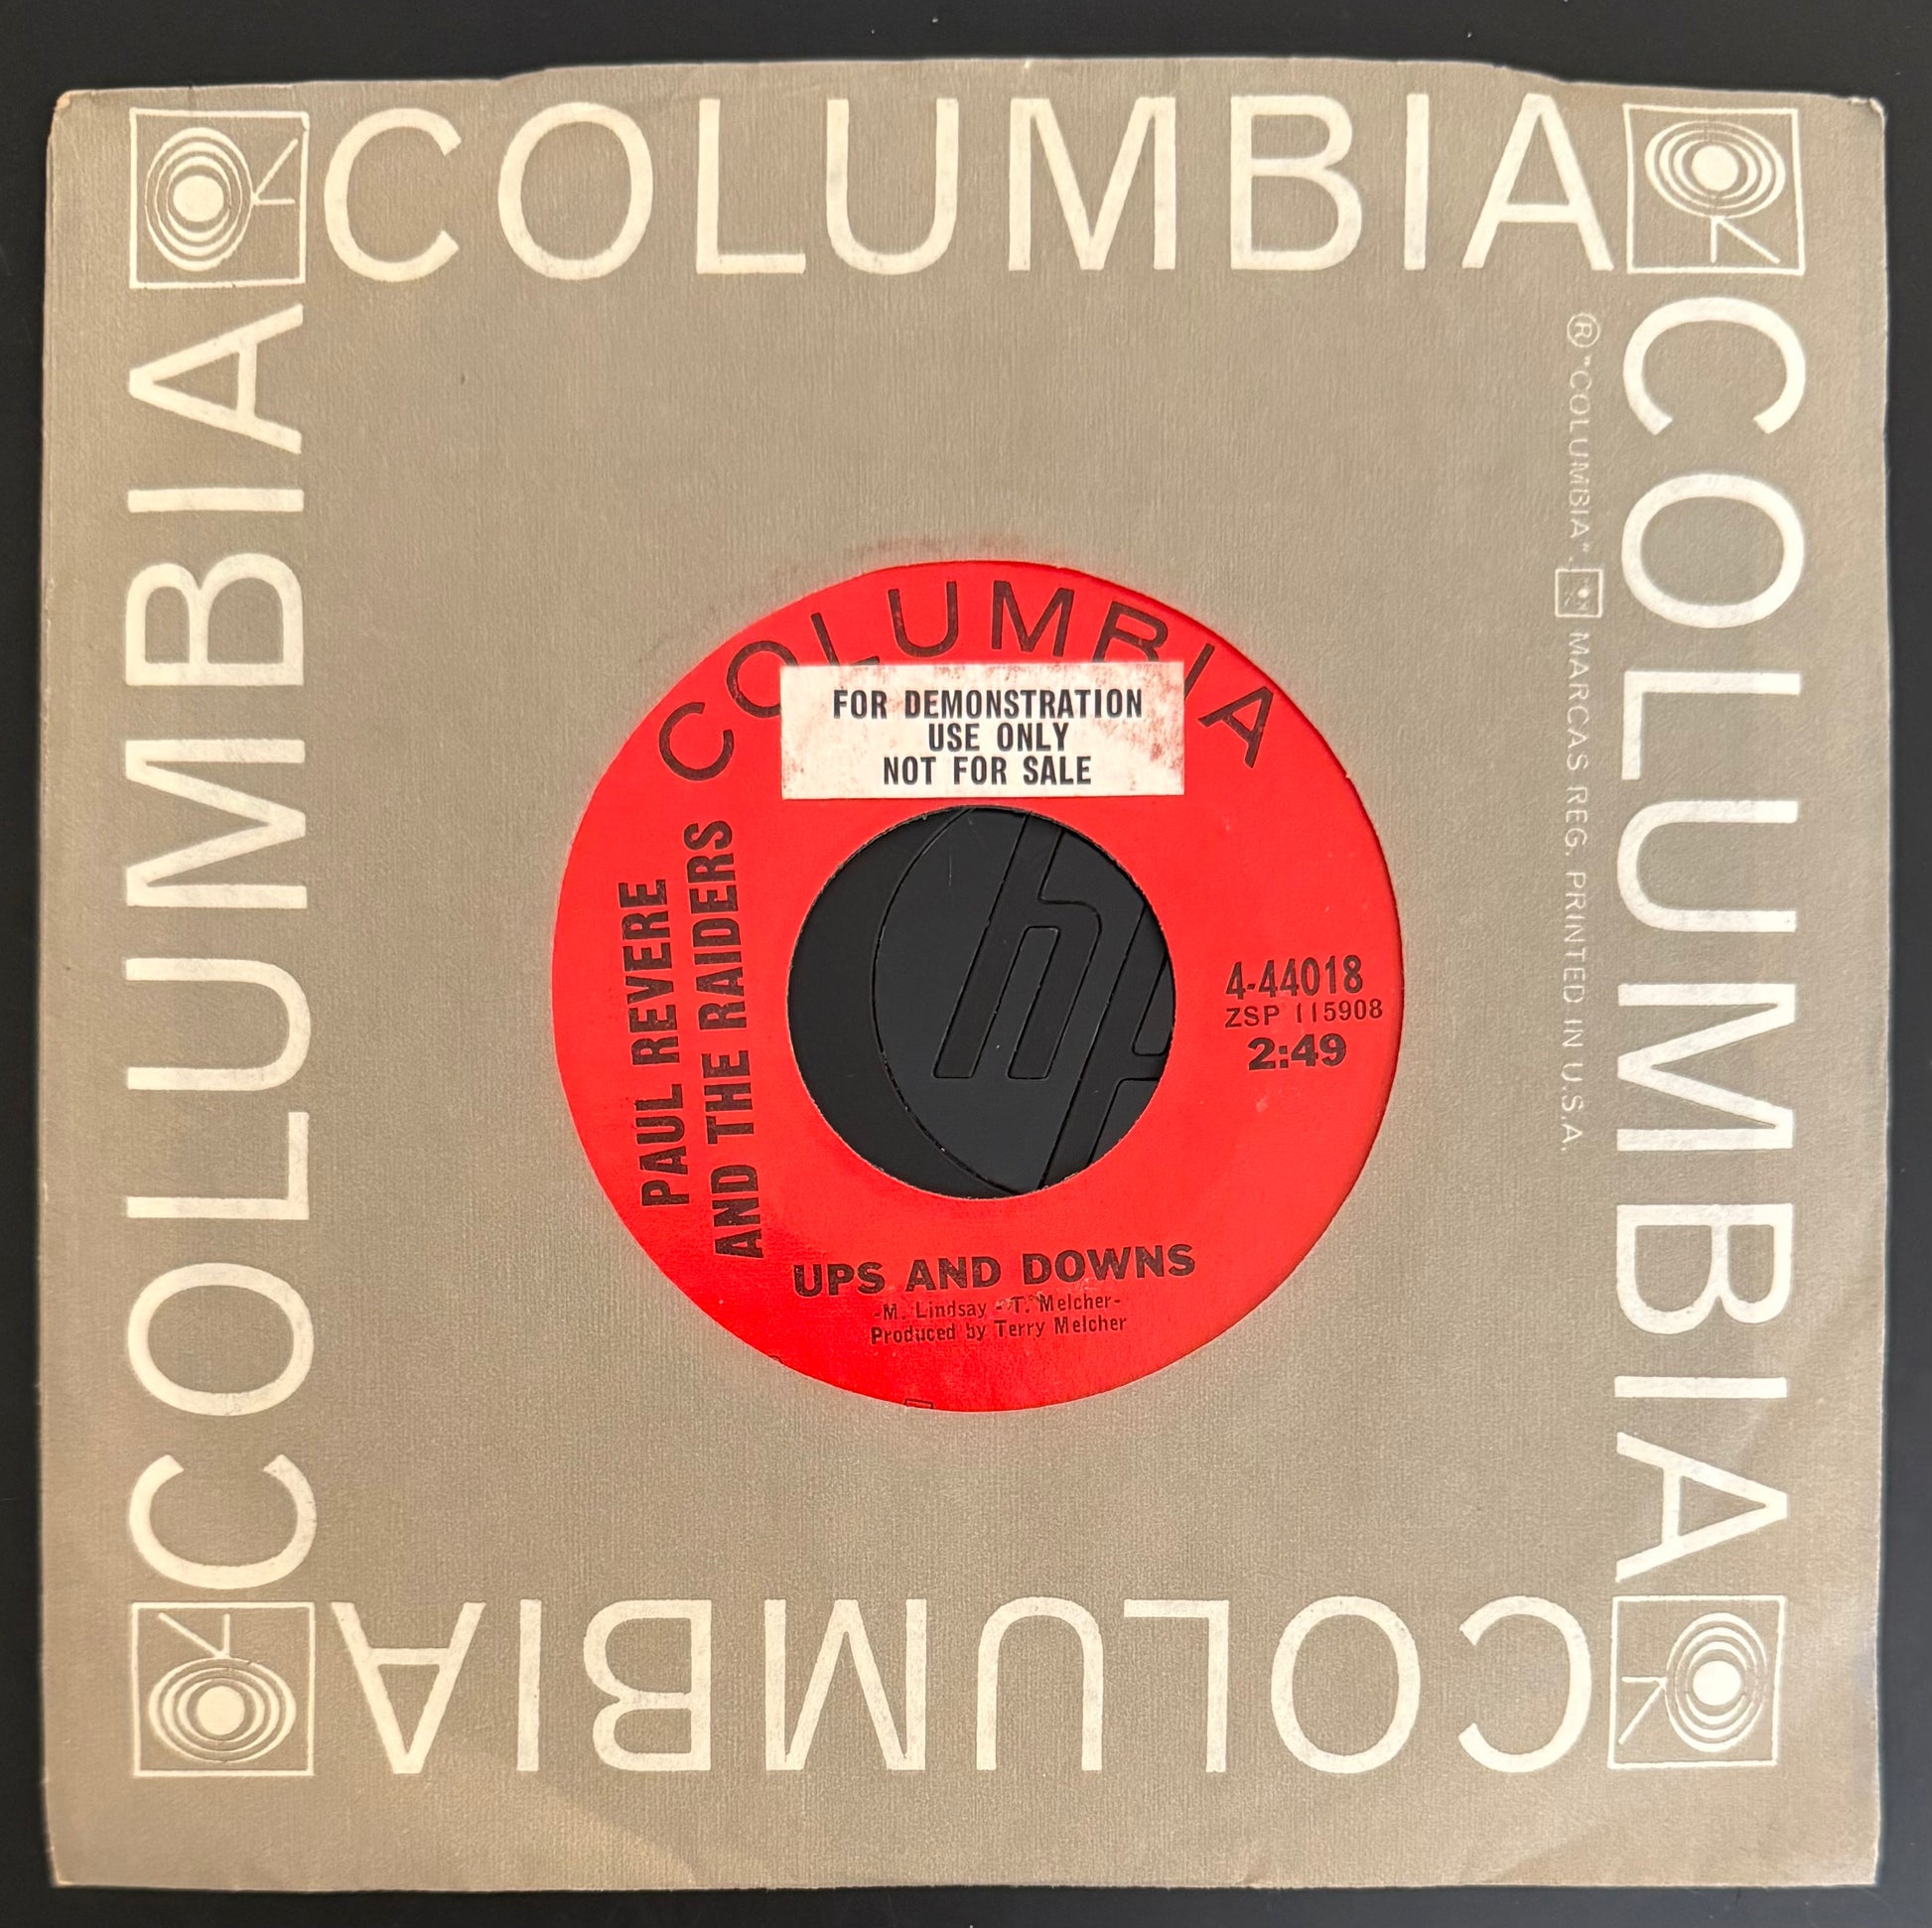 COLUMBIA
COLUMBIA
COLUMBIA
COLUMBIA
® "COLUMBIA", MARCAS REG. PRINTED IN U.S.A.
COLUMBIA
FOR DEMONSTRATION
USE ONLY
NOT FOR SALE
PAUL REVERE
AND THE RAIDERS
4-44018
ZSP 115908
2:49
UPS AND DOWNS
-M. Lindsay - T. Melcher-
Produced by Terry Melcher
hp